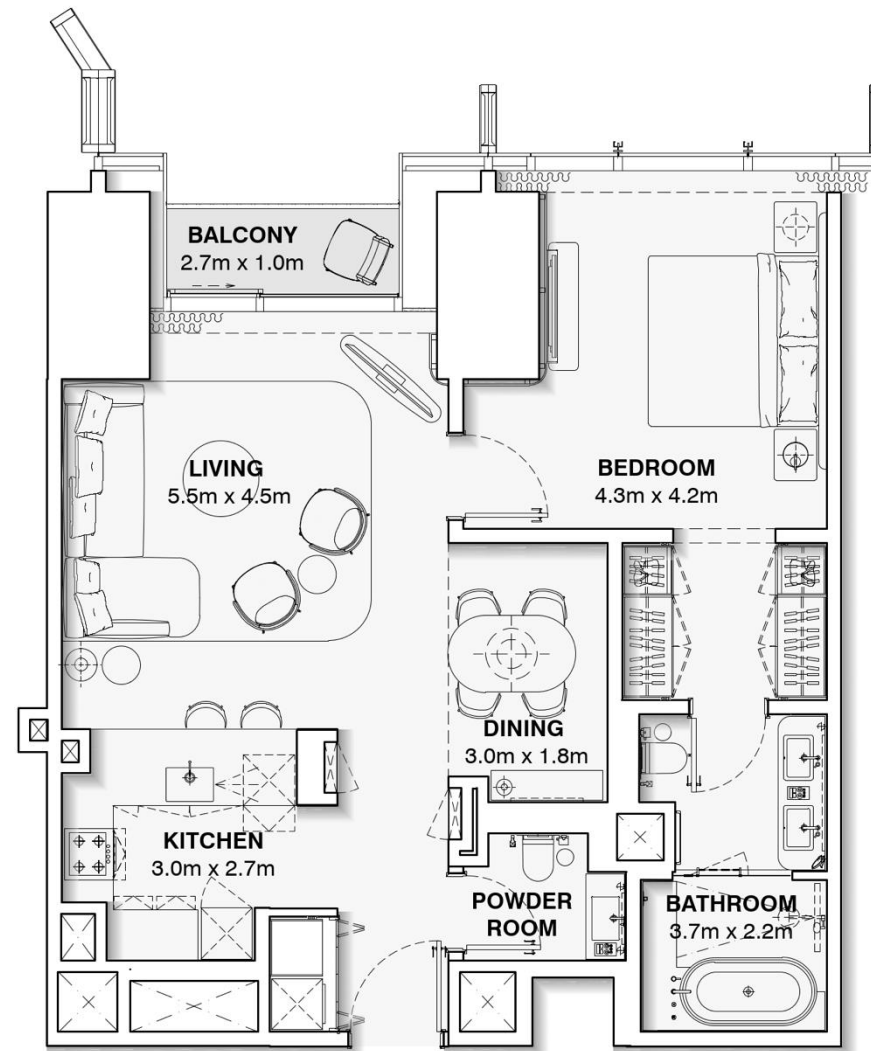 BALCONY
2.7m x 1.0m
LIVING
5.5m x 4.5m
BEDROOM
4.3m x 4.2m
DINING
3.0m x 1.8m
KITCHEN
3.0m x 2.7m
POWDER
ROOM
BATHROOM
3.7m x 2.2m